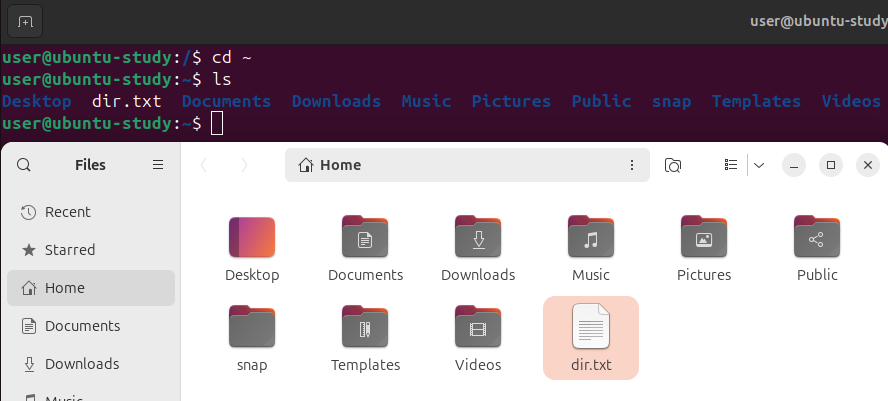 user@ubuntu-study
user@ubuntu-study:/$ cd ~
user@ubuntu-study:~$ ls
Desktop dir.txt Documents Downloads Music Pictures Public snap Templates Videos
user@ubuntu-study:~$
Files
Home
Recent
Starred
Home
Documents
Downloads
Music
Desktop Documents Downloads Music Pictures Public
snap Templates Videos dir.txt